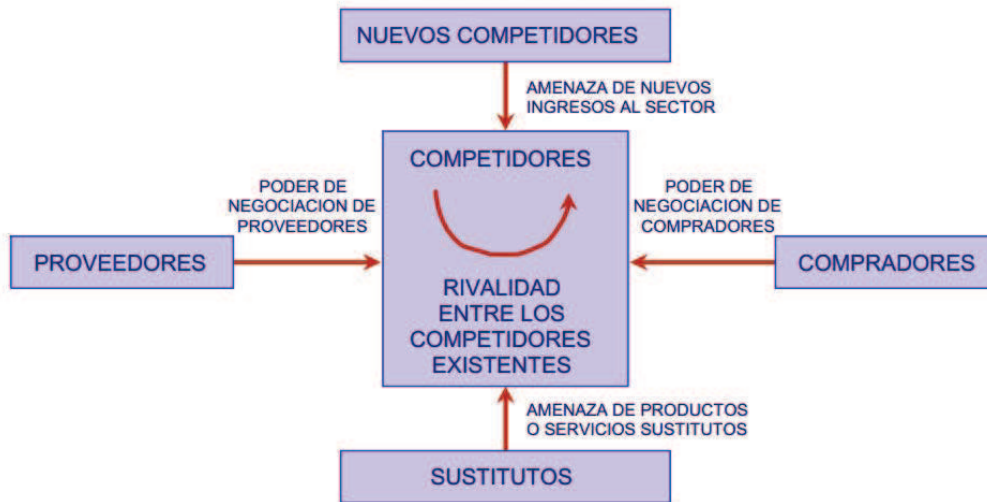 NUEVOS COMPETIDORES
AMENAZA DE NUEVOS
INGRESOS AL SECTOR
COMPETIDORES
PODER DE
NEGOCIACION DE
PROVEEDORES
PODER DE
NEGOCIACION DE
COMPRADORES
PROVEEDORES
COMPRADORES
RIVALIDAD
ENTRE LOS
COMPETIDORES
EXISTENTES
AMENAZA DE PRODUCTOS
O SERVICIOS SUSTITUTOS
SUSTITUTOS